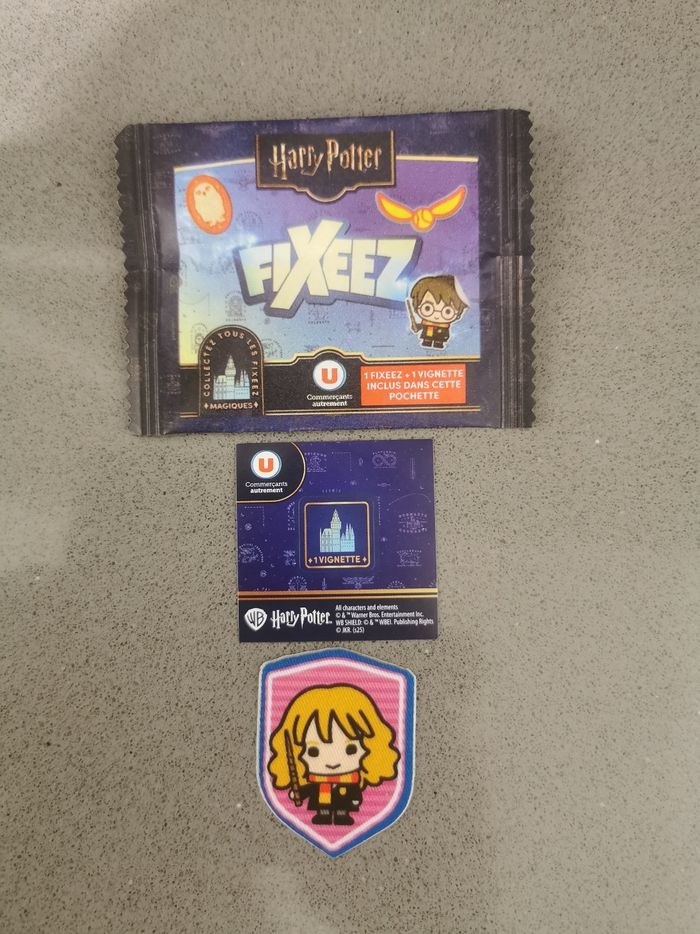 Harry Potter
FIXEEZ
COLLECTEZ TOUS LES FIXEEZ
MAGIQUES
U
Commerçants
autrement
1 FIXEEZ + 1 VIGNETTE
INCLUS DANS CETTE
POCHETTE
U
Commerçants
autrement
+1 VIGNETTE+
WB
Harry Potter
All characters and elements
© & ™ Warner Bros. Entertainment Inc.
WB SHIELD: © & ™ WBEI. Publishing Rights
© JKR. (s25)